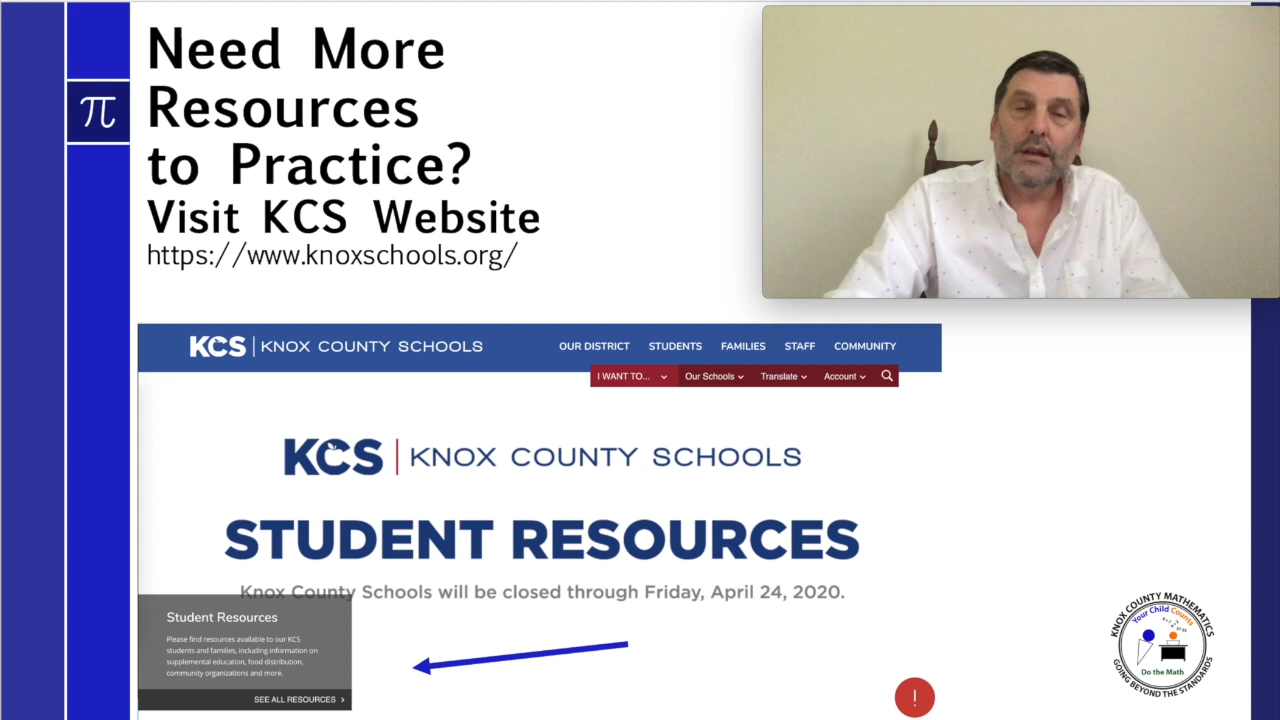 Need More
Resources
to Practice?
Visit KCS Website
https://www.knoxschools.org/
π
KCS | KNOX COUNTY SCHOOLS
OUR DISTRICT STUDENTS FAMILIES STAFF COMMUNITY
I WANT TO... Our Schools Translate Account
KCS | KNOX COUNTY SCHOOLS
STUDENT RESOURCES
Knox County Schools will be closed through Friday, April 24, 2020.
Student Resources
Please find resources available to our KCS
students and families, including information on
supplemental education, food distribution,
community organizations and more.
SEE ALL RESOURCES >
!
KNOX COUNTY MATHEMATICS
Your Child Counts
Do the Math
GOING BEYOND THE STANDARDS